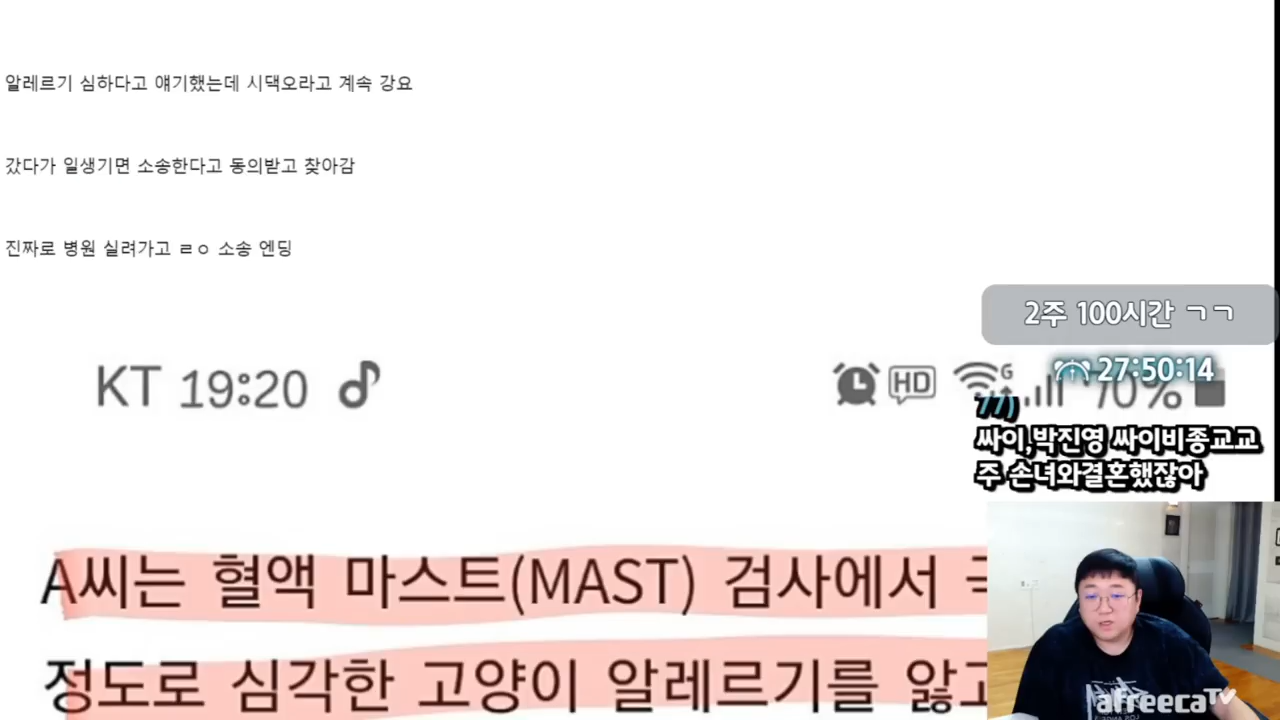 알레르기 심하다고 얘기했는데 시댁오라고 계속 강요
갔다가 일생기면 소송한다고 동의받고 찾아감
진짜로 병원 실려가고 ㄹㅇ 소송 엔딩
2주 100시간 ㄱㄱ
KT 19:20
HD
G
70%
27:50:14
싸이,박진영 싸이비종교교
주 손녀와결혼했잖아
A씨는 혈액 마스트(MAST) 검사에서
정도로 심각한 고양이 알레르기를
afreecaTV